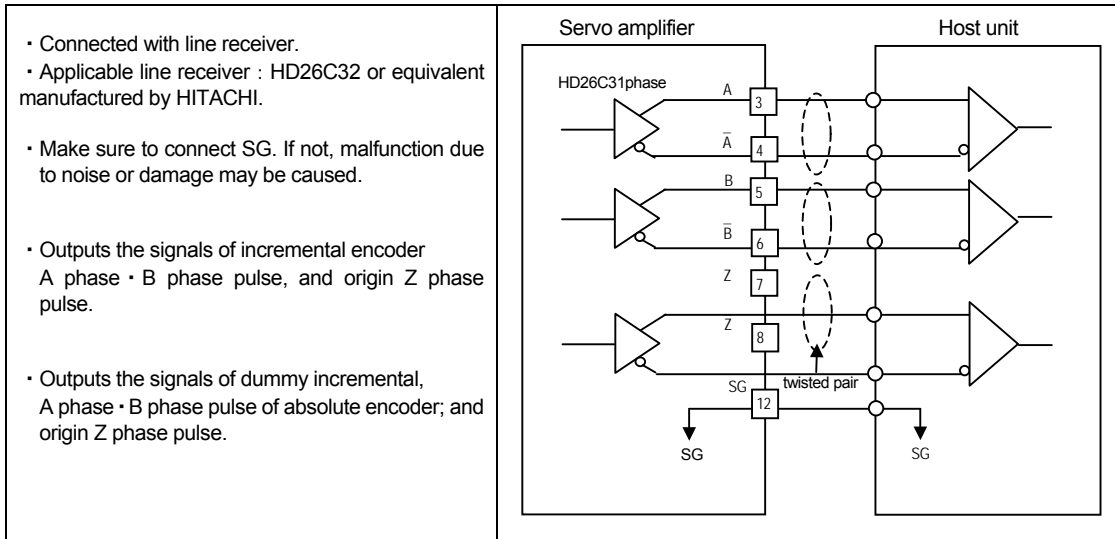 ・Connected with line receiver.
・Applicable line receiver : HD26C32 or equivalent
manufactured by HITACHI.
・Make sure to connect SG. If not, malfunction due
to noise or damage may be caused.
・Outputs the signals of incremental encoder
A phase・B phase pulse, and origin Z phase
pulse.
・Outputs the signals of dummy incremental,
A phase・B phase pulse of absolute encoder; and
origin Z phase pulse.
Servo amplifier
Host unit
HD26C31phase
A
3
A̅
4
B
5
B̅
6
Z
7
Z
8
twisted pair
SG
12
SG
SG